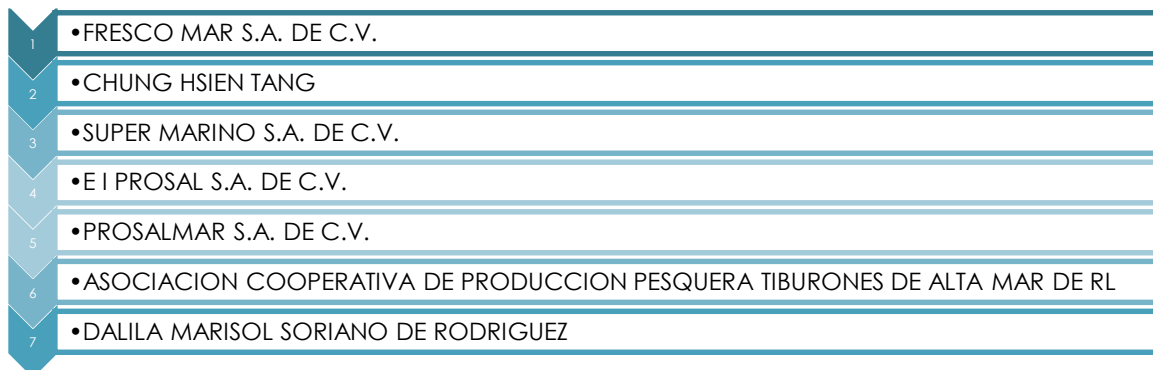 1 •FRESCO MAR S.A. DE C.V.
2 •CHUNG HSIEN TANG
3 •SUPER MARINO S.A. DE C.V.
4 •E I PROSAL S.A. DE C.V.
5 •PROSALMAR S.A. DE C.V.
6 •ASOCIACION COOPERATIVA DE PRODUCCION PESQUERA TIBURONES DE ALTA MAR DE RL
7 •DALILA MARISOL SORIANO DE RODRIGUEZ